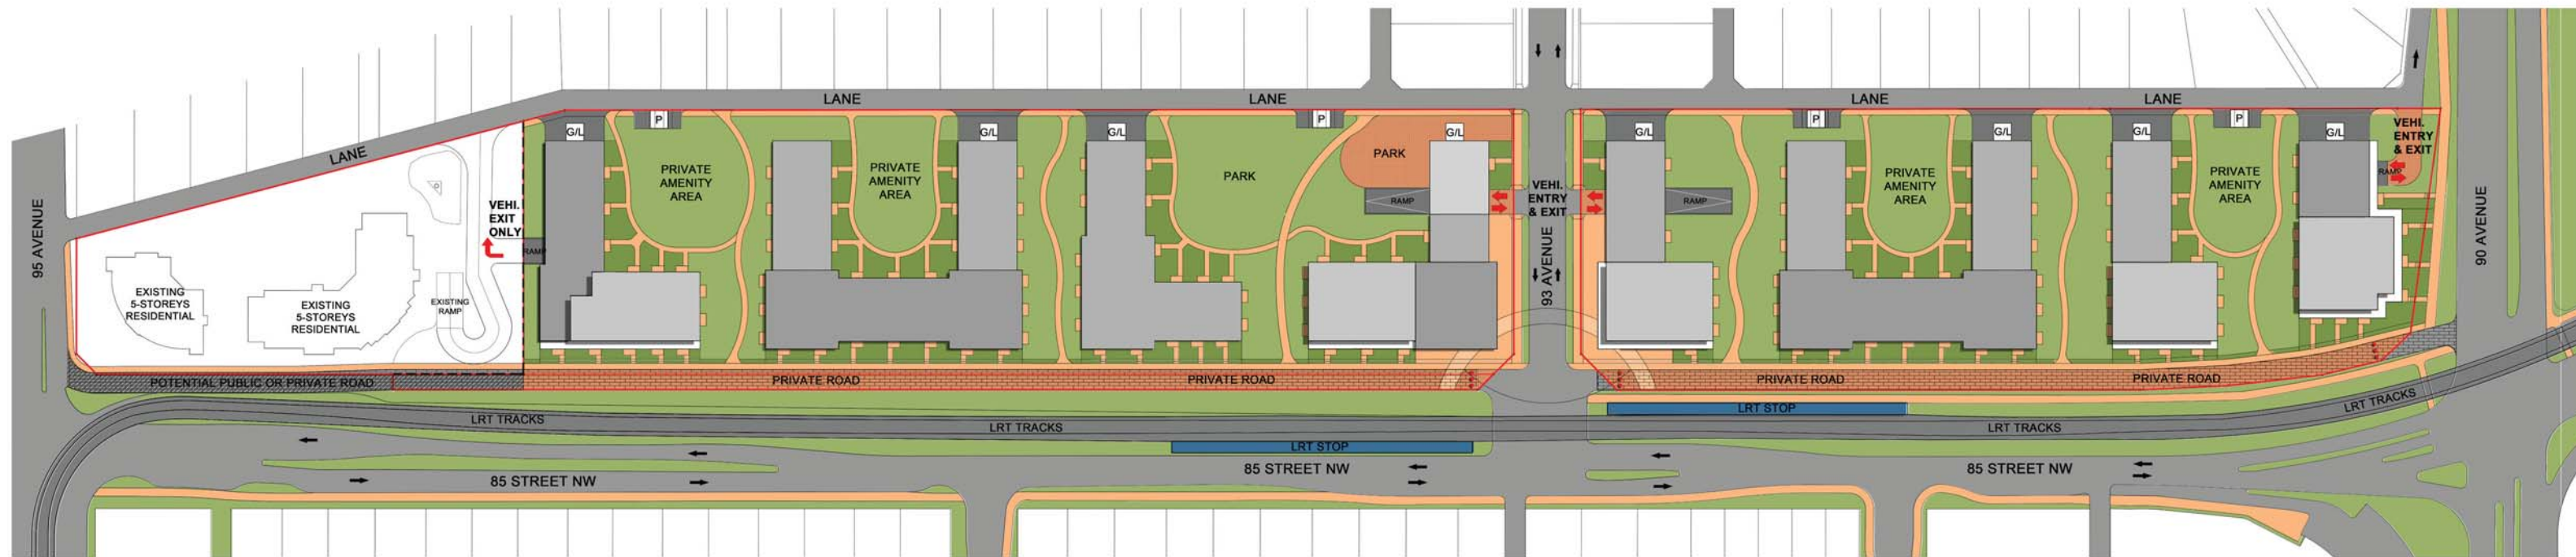 LANE
LANE
LANE
LANE
LANE
95 AVENUE
EXISTING
5-STOREYS
RESIDENTIAL
EXISTING
5-STOREYS
RESIDENTIAL
EXISTING
RAMP
VEHI.
EXIT
ONLY
RAMP
G/L
P
PRIVATE
AMENITY
AREA
PRIVATE
AMENITY
AREA
G/L
G/L
PARK
P
PARK
G/L
RAMP
VEHI.
ENTRY
& EXIT
93 AVENUE
G/L
RAMP
P
PRIVATE
AMENITY
AREA
G/L
G/L
P
PRIVATE
AMENITY
AREA
G/L
VEHI.
ENTRY
& EXIT
RAMP
90 AVENUE
POTENTIAL PUBLIC OR PRIVATE ROAD
PRIVATE ROAD
PRIVATE ROAD
PRIVATE ROAD
PRIVATE ROAD
LRT TRACKS
LRT TRACKS
LRT STOP
LRT STOP
LRT TRACKS
LRT TRACKS
85 STREET NW
85 STREET NW
85 STREET NW